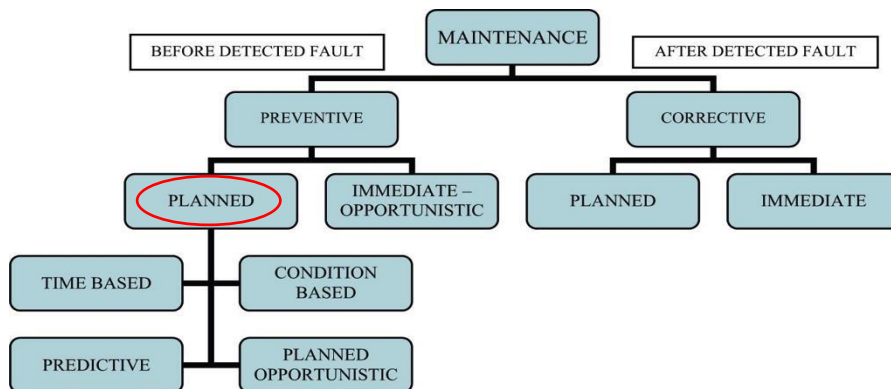 MAINTENANCE
BEFORE DETECTED FAULT
AFTER DETECTED FAULT
PREVENTIVE
CORRECTIVE
PLANNED
IMMEDIATE –
OPPORTUNISTIC
PLANNED
IMMEDIATE
TIME BASED
CONDITION
BASED
PREDICTIVE
PLANNED
OPPORTUNISTIC